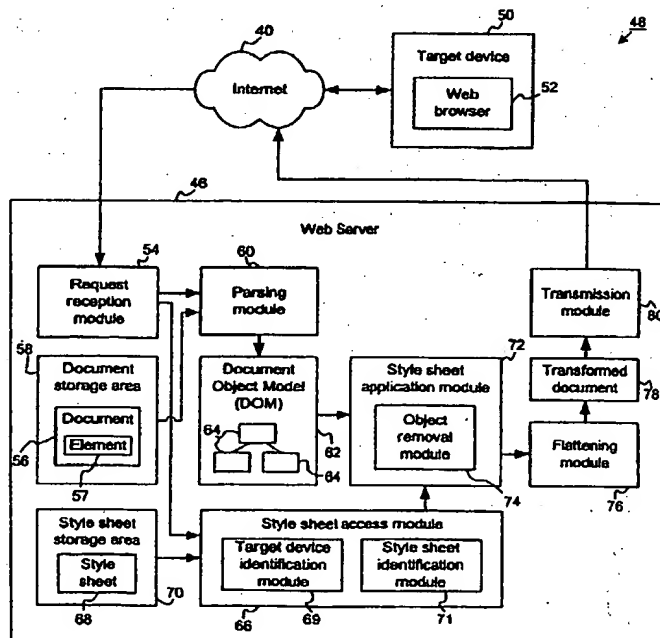 50
48
40
Target device
Internet
52
Web
browser
46
Web Server
54
60
Request
reception
module
Parsing
module
Transmission
module
80
72
58
Document
storage area
Document
Element
56
57
Document
Object Model
(DOM)
64
64
62
Style sheet
application module
Object
removal
module
74
Transformed
document
78
Flattening
module
76
Style sheet
storage area
Style
sheet
68
70
Style sheet access module
Target device
identification
module
Style sheet
identification
module
66
69
71